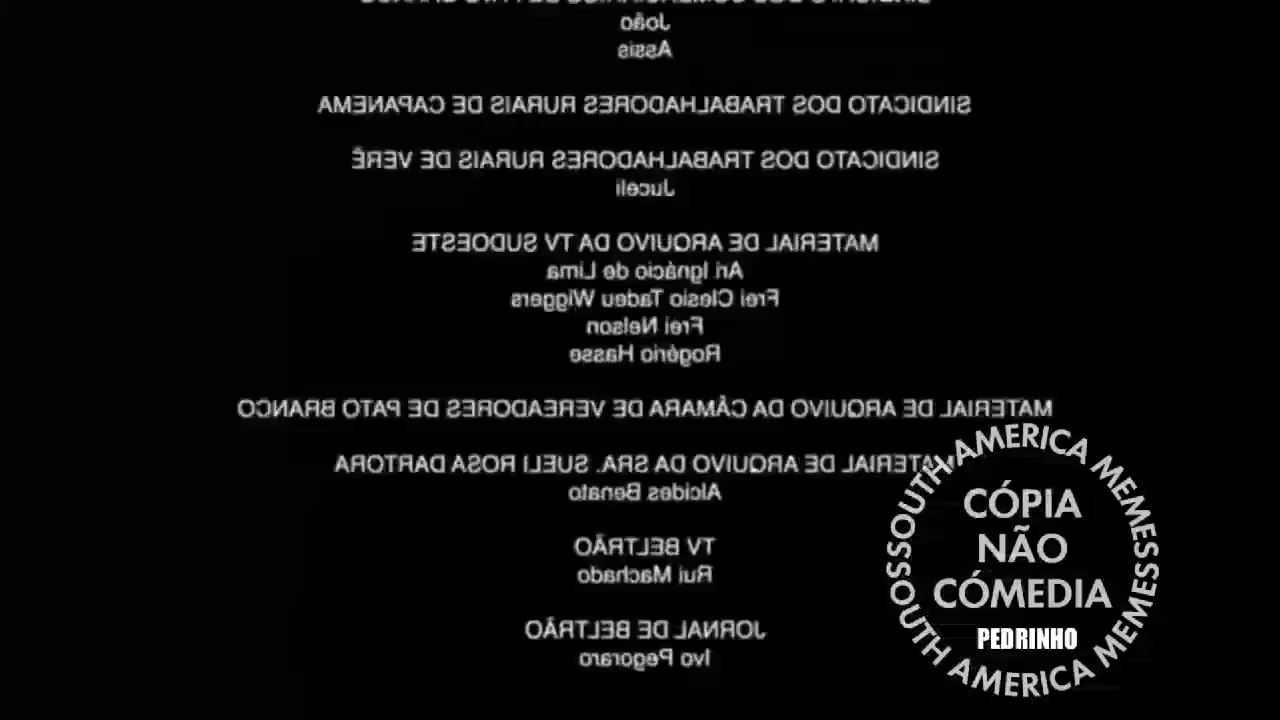 João
Assis
SINDICATO DOS TRABALHADORES RURAIS DE CAPANEMA
SINDICATO DOS TRABALHADORES RURAIS DE VERÊ
Juceli
MATERIAL DE ARQUIVO DA TV SUDOESTE
Ari Ignácio de Lima
Frei Clesio Tadeu Wiggers
Frei Nelson
Rogério Hasse
MATERIAL DE ARQUIVO DA CÂMARA DE VEREADORES DE PATO BRANCO
MATERIAL DE ARQUIVO DA SRA. SUELI ROSA DARTORA
Alcides Benato
TV BELTRÃO
Rui Machado
JORNAL DE BELTRÃO
Ivo Pegoraro
SSOUTH AMERICA MEMES
CÓPIA
NÃO
CÓMEDIA
PEDRINHO
SOUTH AMERICA MEMES